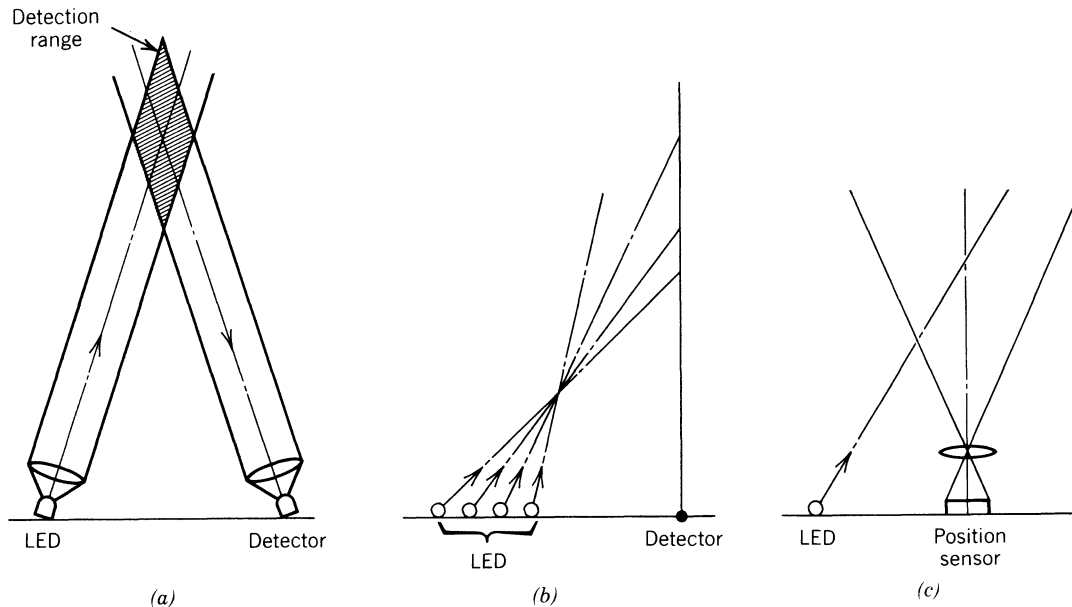 Detection
range
LED
Detector
(a)
LED
Detector
(b)
LED
Position
sensor
(c)